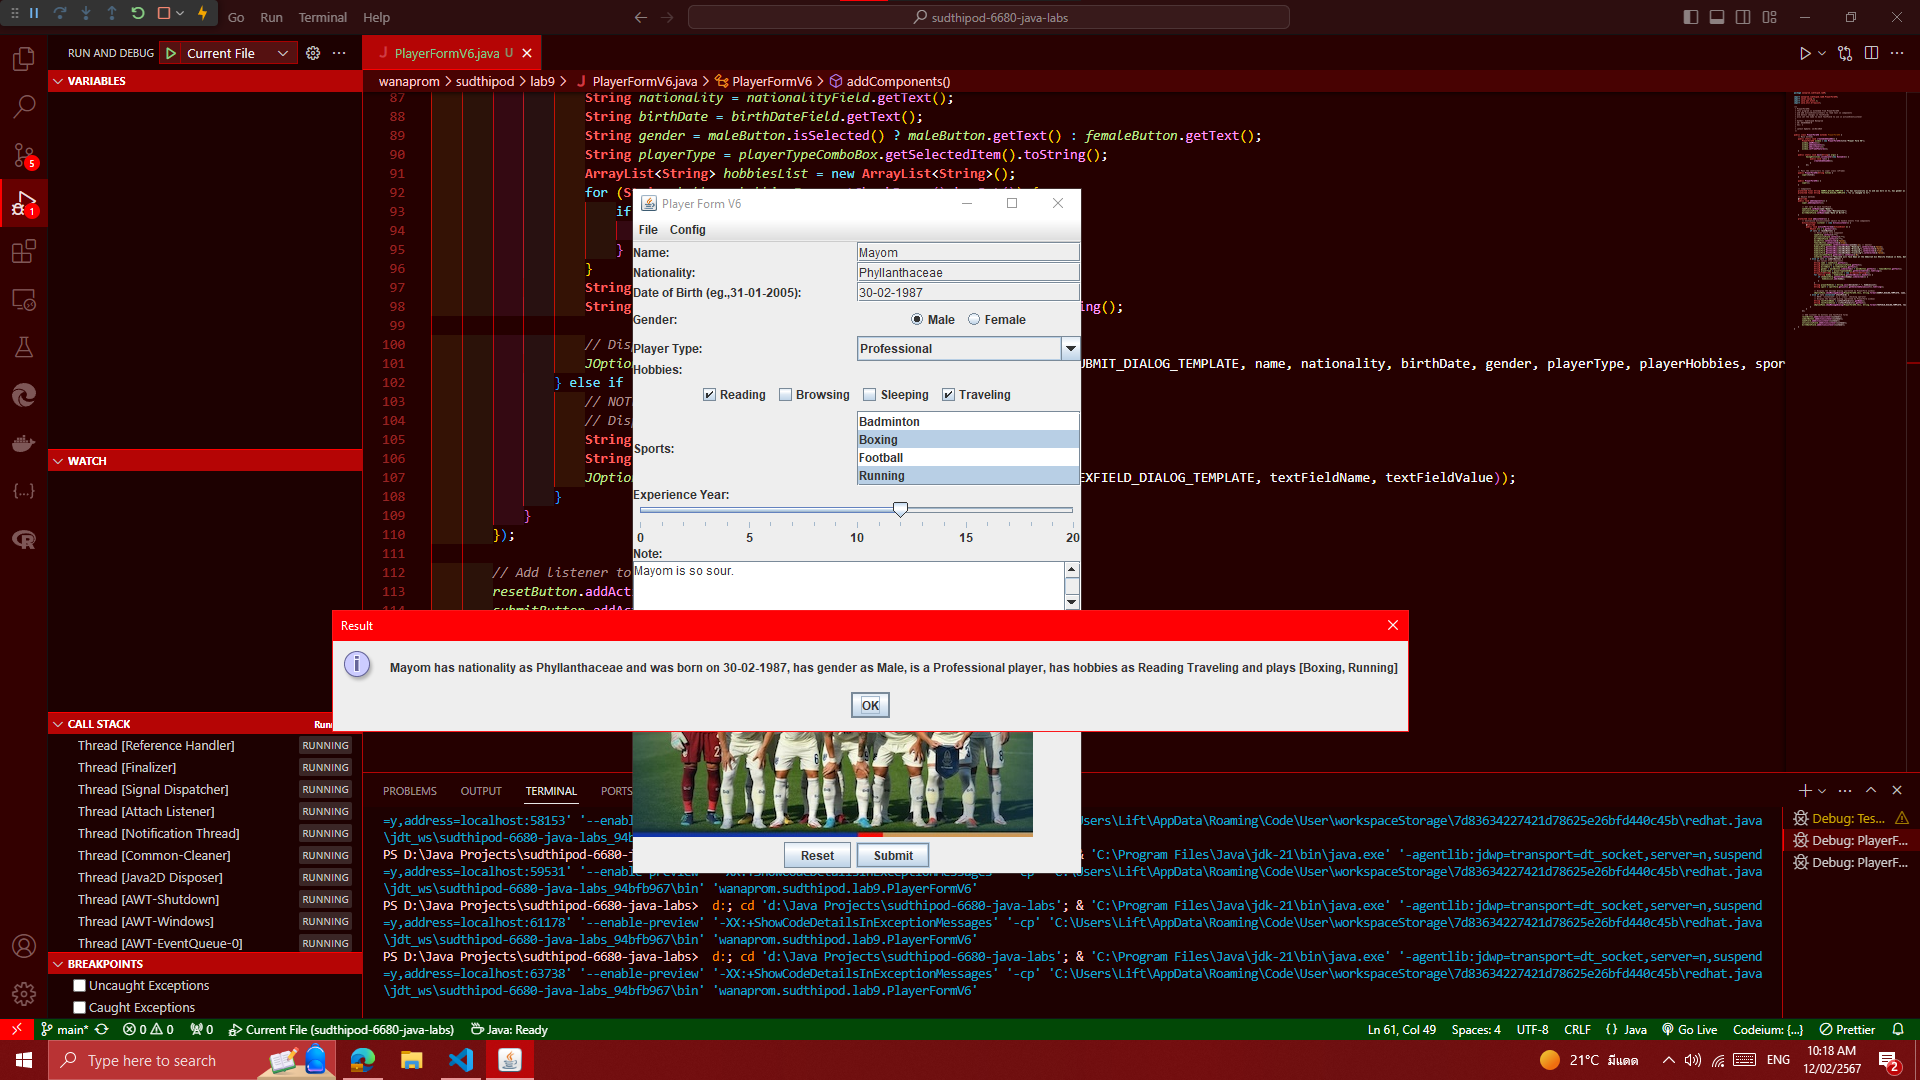 Go Run Terminal Help
sudthipod-6680-java-labs
RUN AND DEBUG Current File
PlayerFormV6.java U
VARIABLES
wanaprom > sudthipod > lab9 > J PlayerFormV6.java > PlayerFormV6 > addComponents()
87 String nationality = nationalityField.getText();
88 String birthDate = birthDateField.getText();
89 String gender = maleButton.isSelected() ? maleButton.getText() : femaleButton.getText();
90 String playerType = playerTypeComboBox.getSelectedItem().toString();
91 ArrayList<String> hobbiesList = new ArrayList<String>();
92 for (S
93 if
94
95 }
96 }
97 String
98 String ing();
99
100 // Dis
101 JOptio UBMIT_DIALOG_TEMPLATE, name, nationality, birthDate, gender, playerType, playerHobbies, spor
102 } else if
103 // NOT
104 // Dis
105 String
106 String
107 JOptio EXFIELD_DIALOG_TEMPLATE, textFieldName, textFieldValue));
108 }
109 }
110 });
111
112 // Add listener to
113 resetButton.addAct
114 submitButton.addAc
Player Form V6
File Config
Name: Mayom
Nationality: Phyllanthaceae
Date of Birth (eg.,31-01-2005): 30-02-1987
Gender: Male Female
Player Type: Professional
Hobbies:
Reading Browsing Sleeping Traveling
Sports:
Badminton
Boxing
Football
Running
Experience Year:
0 5 10 15 20
Note:
Mayom is so sour.
Result
Mayom has nationality as Phyllanthaceae and was born on 30-02-1987, has gender as Male, is a Professional player, has hobbies as Reading Traveling and plays [Boxing, Running]
OK
Reset Submit
WATCH
CALL STACK Run
Thread [Reference Handler] RUNNING
Thread [Finalizer] RUNNING
Thread [Signal Dispatcher] RUNNING
Thread [Attach Listener] RUNNING
Thread [Notification Thread] RUNNING
Thread [Common-Cleaner] RUNNING
Thread [Java2D Disposer] RUNNING
Thread [AWT-Shutdown] RUNNING
Thread [AWT-Windows] RUNNING
Thread [AWT-EventQueue-0] RUNNING
BREAKPOINTS
Uncaught Exceptions
Caught Exceptions
PROBLEMS OUTPUT TERMINAL PORTS
=y,address=localhost:58153' '--enabl Users\Lift\AppData\Roaming\Code\User\workspaceStorage\7d83634227421d78625e26bfd440c45b\redhat.java
\jdt_ws\sudthipod-6680-java-labs_94b
PS D:\Java Projects\sudthipod-6680-j & 'C:\Program Files\Java\jdk-21\bin\java.exe' '-agentlib:jdwp=transport=dt_socket,server=n,suspend
=y,address=localhost:59531' '--enable-preview' '-XX:+ShowCodeDetailsInExceptionMessages' '-cp' 'C:\Users\Lift\AppData\Roaming\Code\User\workspaceStorage\7d83634227421d78625e26bfd440c45b\redhat.java
\jdt_ws\sudthipod-6680-java-labs_94bfb967\bin' 'wanaprom.sudthipod.lab9.PlayerFormV6'
PS D:\Java Projects\sudthipod-6680-java-labs> d:; cd 'd:\Java Projects\sudthipod-6680-java-labs'; & 'C:\Program Files\Java\jdk-21\bin\java.exe' '-agentlib:jdwp=transport=dt_socket,server=n,suspend
=y,address=localhost:61178' '--enable-preview' '-XX:+ShowCodeDetailsInExceptionMessages' '-cp' 'C:\Users\Lift\AppData\Roaming\Code\User\workspaceStorage\7d83634227421d78625e26bfd440c45b\redhat.java
\jdt_ws\sudthipod-6680-java-labs_94bfb967\bin' 'wanaprom.sudthipod.lab9.PlayerFormV6'
PS D:\Java Projects\sudthipod-6680-java-labs> d:; cd 'd:\Java Projects\sudthipod-6680-java-labs'; & 'C:\Program Files\Java\jdk-21\bin\java.exe' '-agentlib:jdwp=transport=dt_socket,server=n,suspend
=y,address=localhost:63738' '--enable-preview' '-XX:+ShowCodeDetailsInExceptionMessages' '-cp' 'C:\Users\Lift\AppData\Roaming\Code\User\workspaceStorage\7d83634227421d78625e26bfd440c45b\redhat.java
\jdt_ws\sudthipod-6680-java-labs_94bfb967\bin' 'wanaprom.sudthipod.lab9.PlayerFormV6'
Debug: Tes...
Debug: PlayerF...
Debug: PlayerF...
main* 0 0 0 Current File (sudthipod-6680-java-labs) Java: Ready
Ln 61, Col 49 Spaces: 4 UTF-8 CRLF {} Java Go Live Codeium: {...} Prettier
Type here to search
21°C มีแดด ENG
10:18 AM
12/02/2567
2